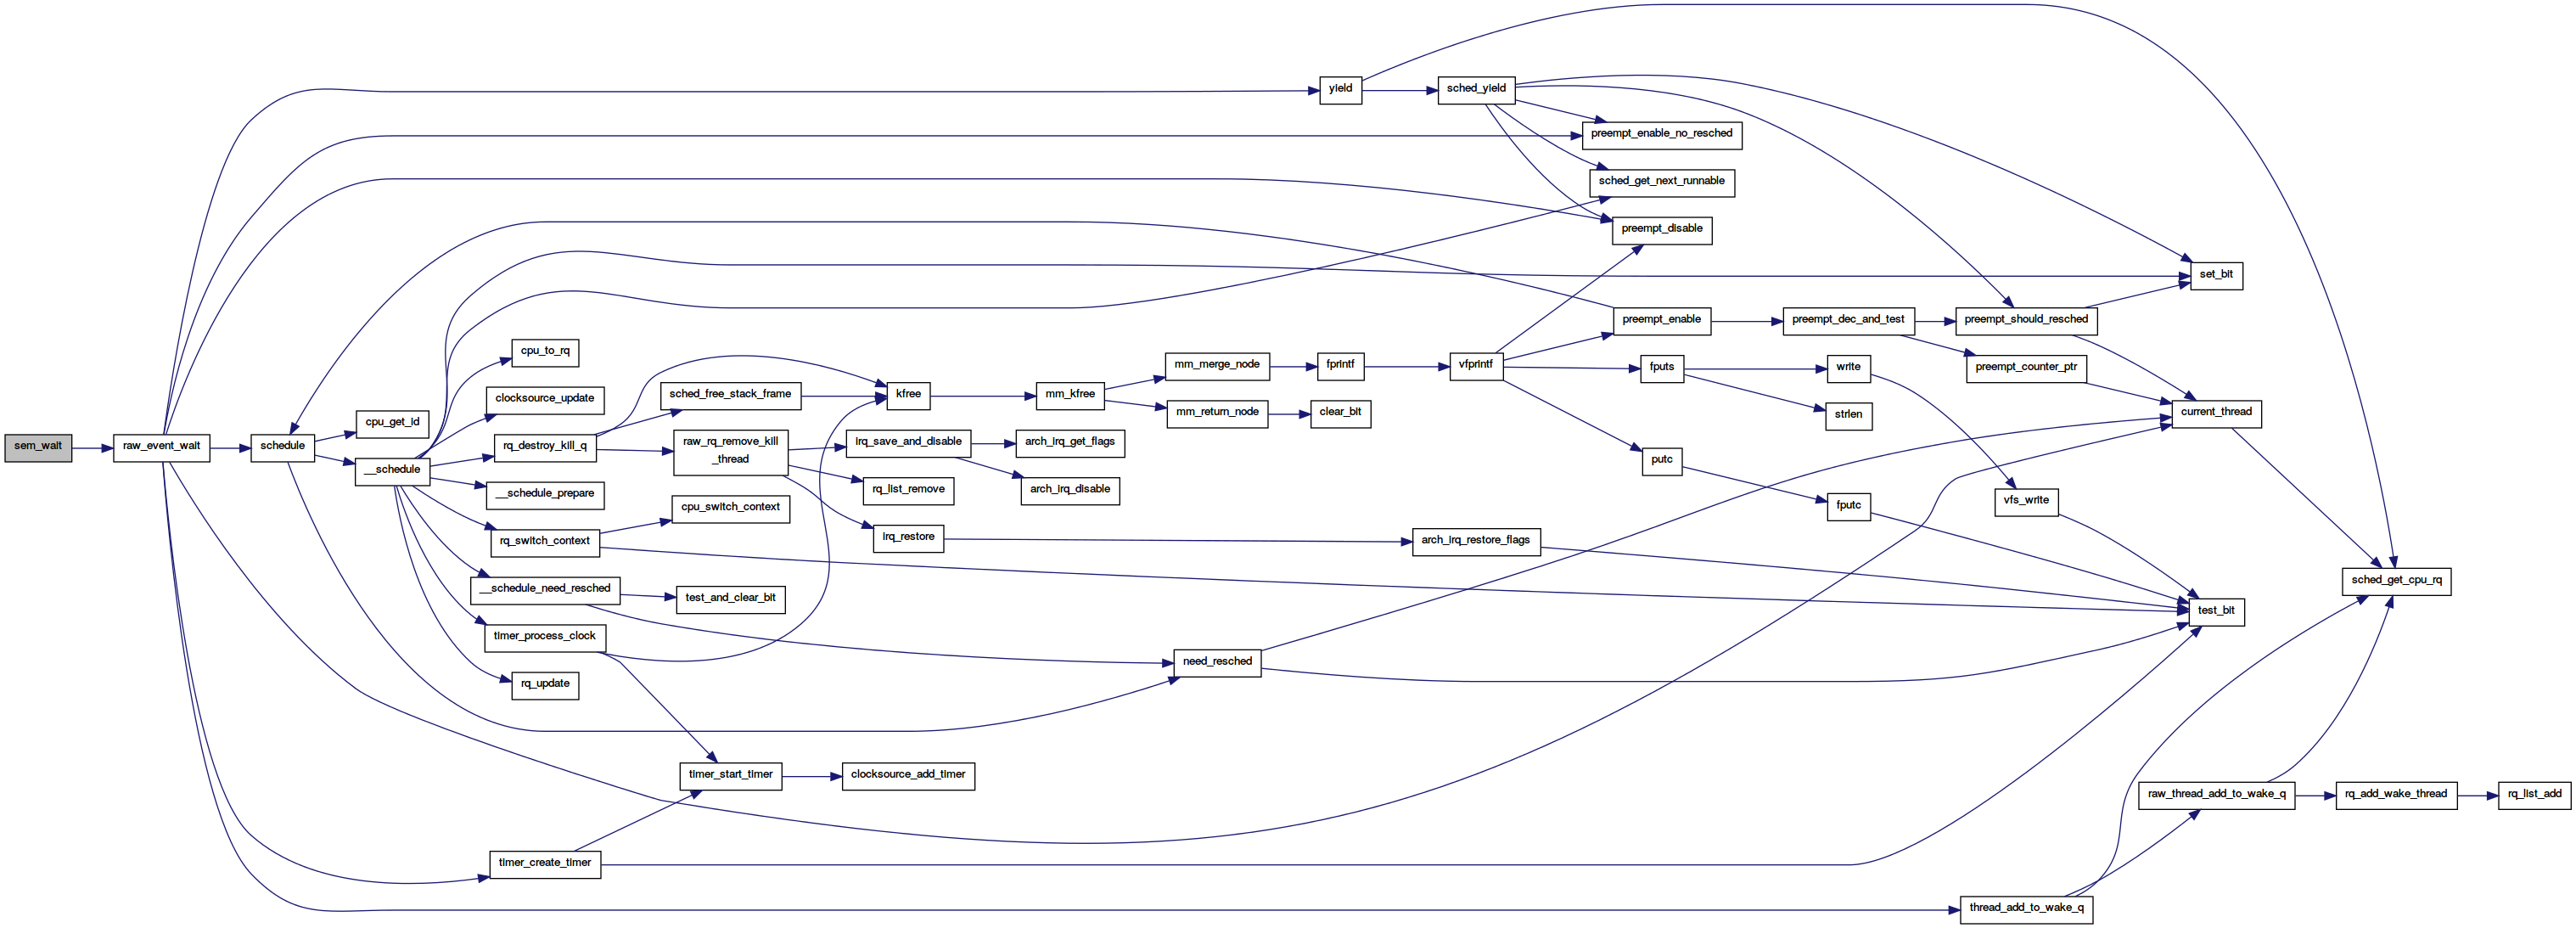 yield
sched_yield
preempt_enable_no_resched
sched_get_next_runnable
preempt_disable
set_bit
preempt_enable
preempt_dec_and_test
preempt_should_resched
cpu_to_rq
mm_merge_node
fprintf
vfprintf
fputs
write
preempt_counter_ptr
clocksource_update
sched_free_stack_frame
kfree
mm_kfree
mm_return_node
clear_bit
strlen
current_thread
cpu_get_id
sem_wait
raw_event_wait
schedule
__schedule
rq_destroy_kill_q
raw_rq_remove_kill
_thread
irq_save_and_disable
arch_irq_get_flags
putc
__schedule_prepare
rq_list_remove
arch_irq_disable
vfs_write
cpu_switch_context
fputc
rq_switch_context
irq_restore
arch_irq_restore_flags
sched_get_cpu_rq
__schedule_need_resched
test_and_clear_bit
test_bit
timer_process_clock
need_resched
rq_update
timer_start_timer
clocksource_add_timer
raw_thread_add_to_wake_q
rq_add_wake_thread
rq_list_add
timer_create_timer
thread_add_to_wake_q